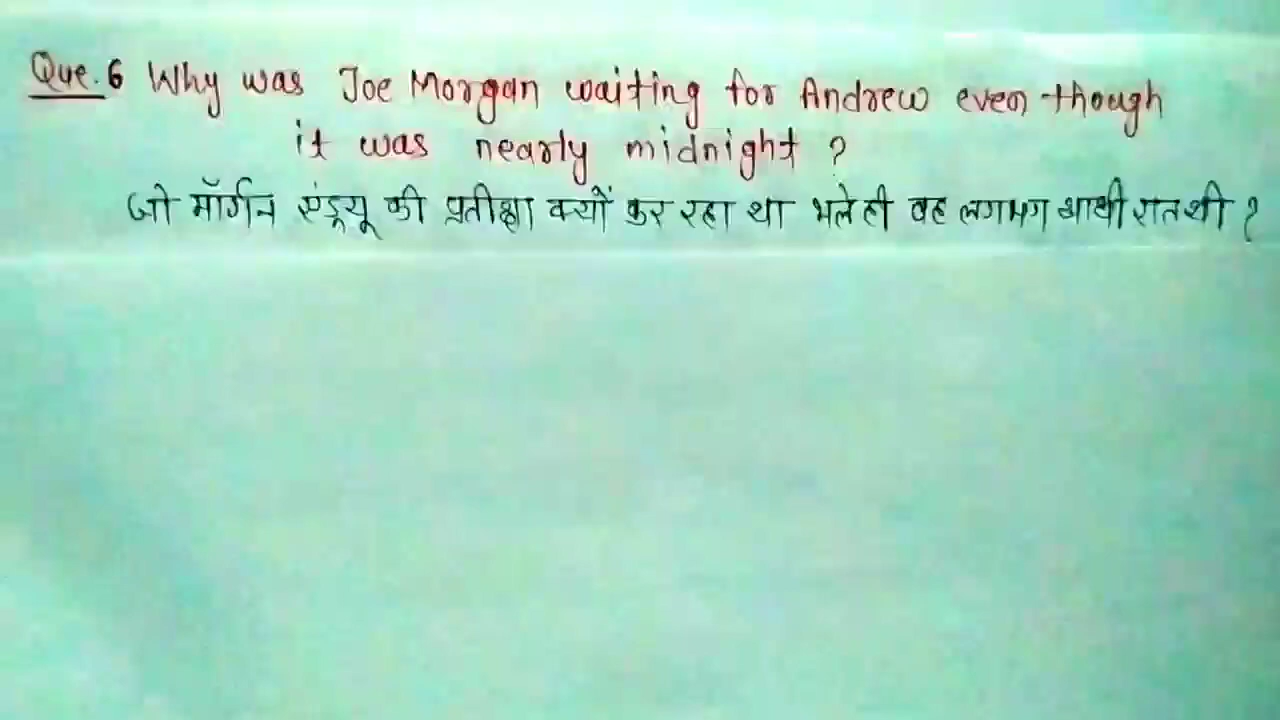 Que. 6 Why was Joe Morgan waiting for Andrew even though
it was nearly midnight ?
जो मॉर्गन एंड्र्यू की प्रतीक्षा क्यों कर रहा था भले ही वह लगभग आधी रात थी ?